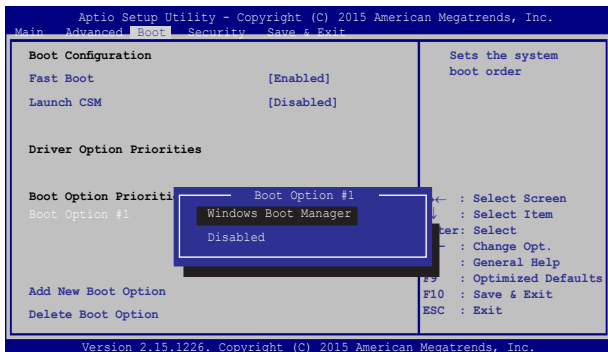 Aptio Setup Utility - Copyright (C) 2015 American Megatrends, Inc.
Main Advanced Boot Security Save & Exit
Boot Configuration
Fast Boot [Enabled]
Launch CSM [Disabled]
Driver Option Priorities
Boot Option Prioriti
Boot Option #1
Add New Boot Option
Delete Boot Option
Boot Option #1
Windows Boot Manager
Disabled
Sets the system
boot order
←: Select Screen
↓ : Select Item
ter: Select
— : Change Opt.
: General Help
F9 : Optimized Defaults
F10 : Save & Exit
ESC : Exit
Version 2.15.1226. Copyright (C) 2015 American Megatrends, Inc.